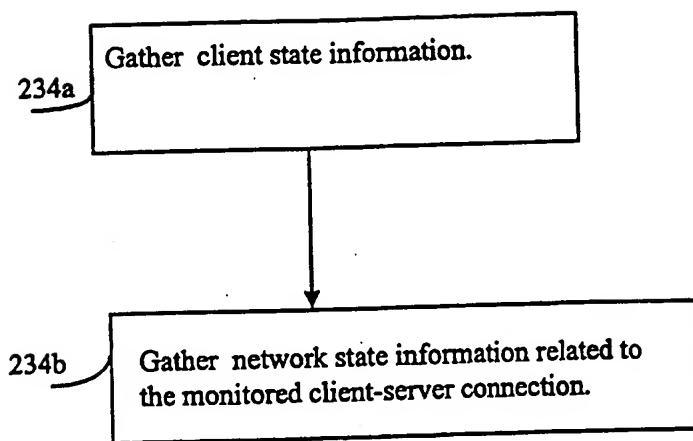 Gather client state information.
234a
234b
Gather network state information related to
the monitored client-server connection.